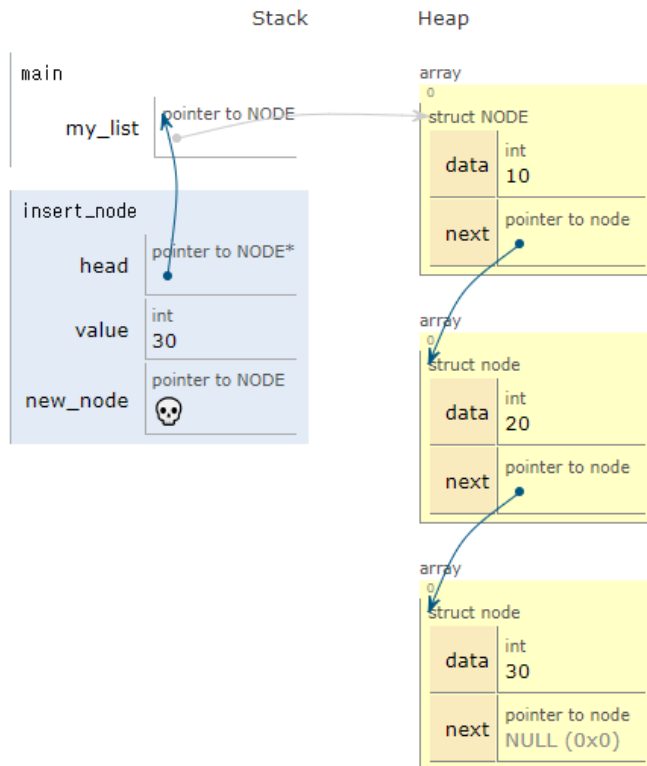 Stack Heap
main
my_list
pointer to NODE
insert_node
head
pointer to NODE*
value
int
30
new_node
pointer to NODE
array
0
struct NODE
data
int
10
next
pointer to node
array
0
struct node
data
int
20
next
pointer to node
array
0
struct node
data
int
30
next
pointer to node
NULL (0x0)